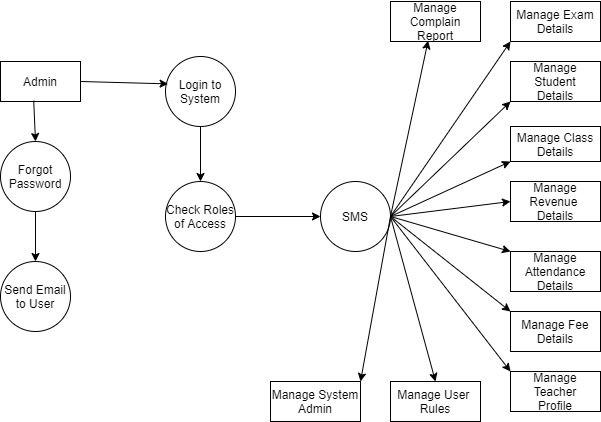 Manage
Complain
Report
Manage Exam
Details
Admin
Login to
System
Manage
Student
Details
Manage Class
Details
Forgot
Password
Check Roles
of Access
SMS
Manage
Revenue
Details
Manage
Attendance
Details
Send Email
to User
Manage Fee
Details
Manage System
Admin
Manage User
Rules
Manage
Teacher
Profile